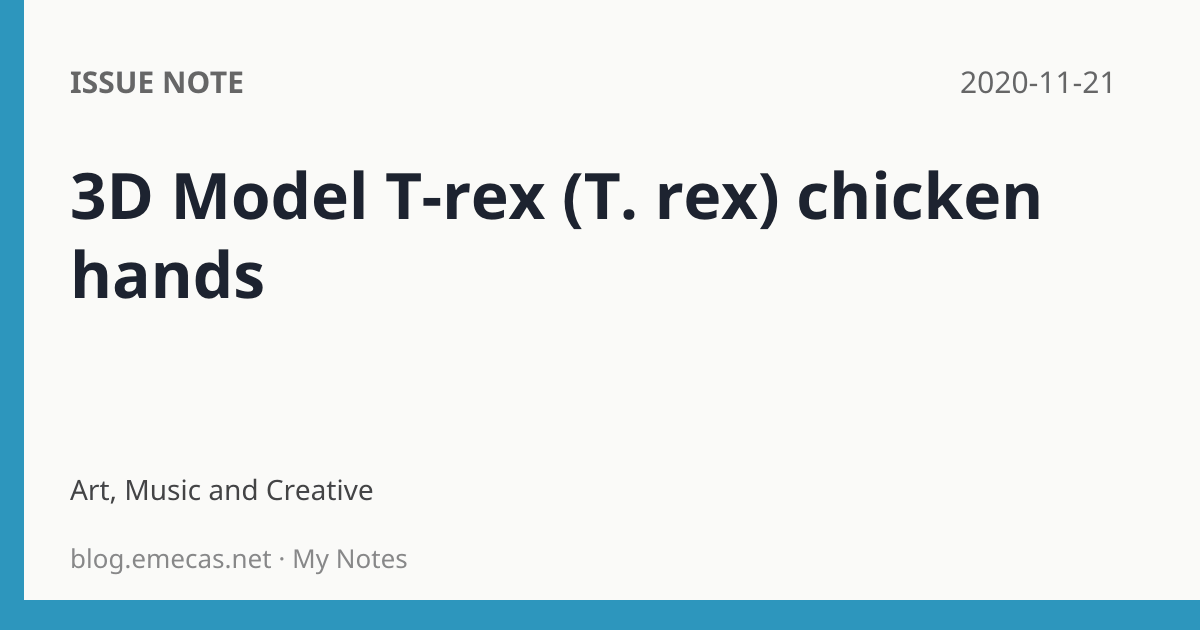 ISSUE NOTE
2020-11-21
3D Model T-rex (T. rex) chicken
hands
Art, Music and Creative
blog.emecas.net · My Notes